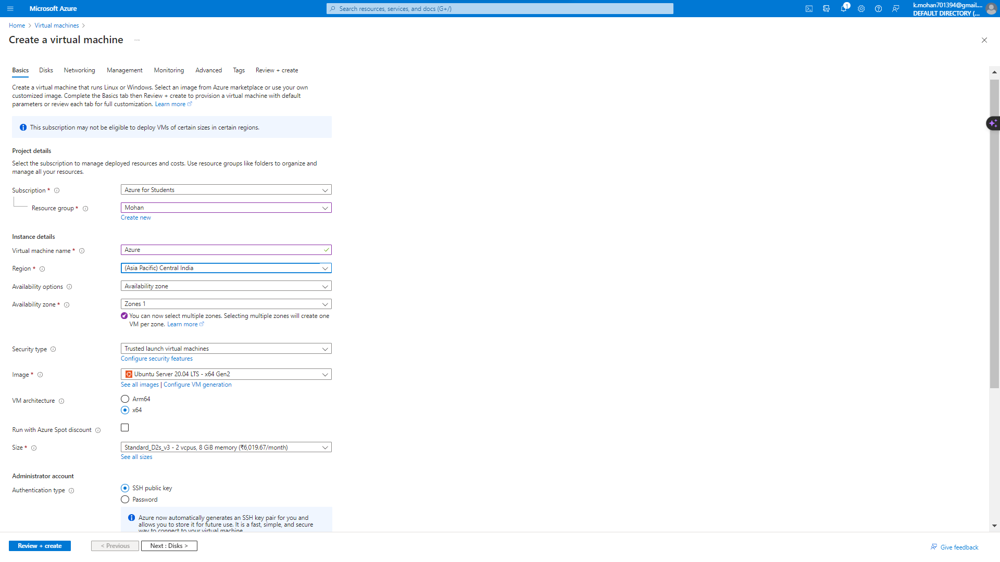 Microsoft Azure
Search resources, services, and docs (G+/)
1
k.mohan701394@gmail....
DEFAULT DIRECTORY (...
Home > Virtual machines >
Create a virtual machine ...
Basics Disks Networking Management Monitoring Advanced Tags Review + create
Create a virtual machine that runs Linux or Windows. Select an image from Azure marketplace or use your own
customized image. Complete the Basics tab then Review + create to provision a virtual machine with default
parameters or review each tab for full customization. Learn more
This subscription may not be eligible to deploy VMs of certain sizes in certain regions.
Project details
Select the subscription to manage deployed resources and costs. Use resource groups like folders to organize and
manage all your resources.
Subscription * Azure for Students
Resource group * Mohan
Create new
Instance details
Virtual machine name * Azure
Region * (Asia Pacific) Central India
Availability options Availability zone
Availability zone * Zones 1
You can now select multiple zones. Selecting multiple zones will create one
VM per zone. Learn more
Security type Trusted launch virtual machines
Configure security features
Image * Ubuntu Server 20.04 LTS - x64 Gen2
See all images | Configure VM generation
VM architecture Arm64
x64
Run with Azure Spot discount
Size * Standard_D2s_v3 - 2 vcpus, 8 GiB memory (₹6,019.67/month)
See all sizes
Administrator account
Authentication type SSH public key
Password
Azure now automatically generates an SSH key pair for you and
allows you to store it for future use. It is a fast, simple, and secure
way to connect to your virtual machine.
Review + create < Previous Next : Disks > Give feedback